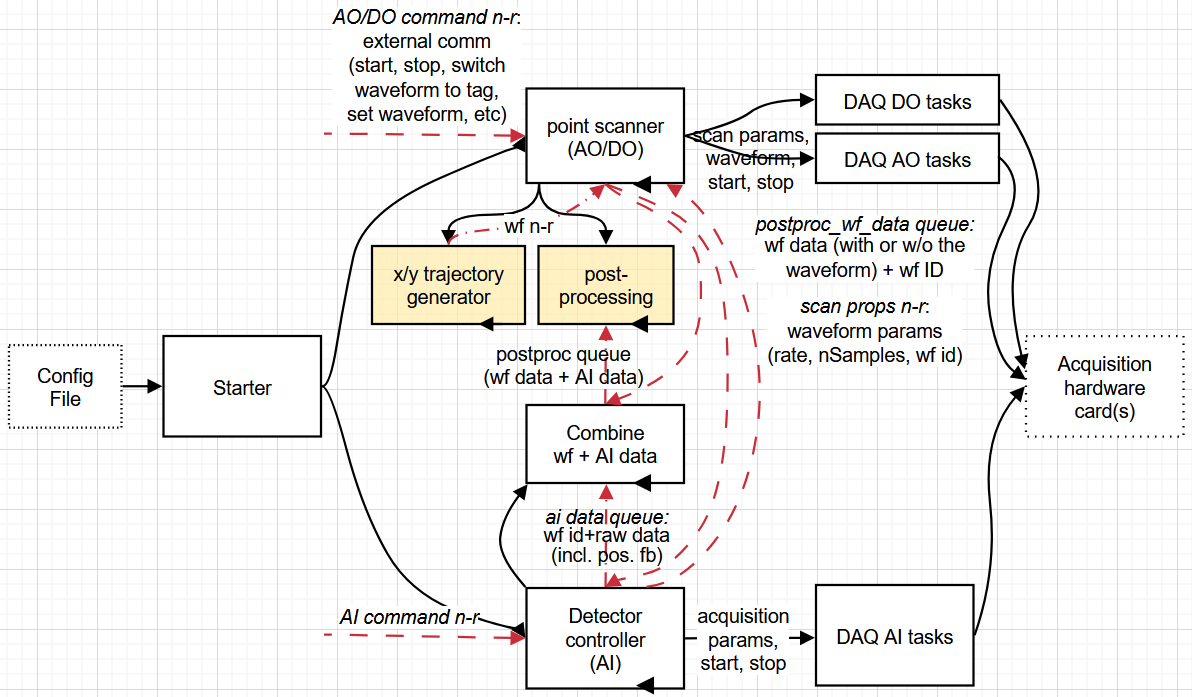 AO/DO command n-r:
external comm
(start, stop, switch
waveform to tag,
set waveform, etc)
point scanner
(AO/DO)
scan params,
waveform,
start, stop
DAQ DO tasks
DAQ AO tasks
postproc_wf_data queue:
wf data (with or w/o the
waveform) + wf ID
scan props n-r:
waveform params
(rate, nSamples, wf id)
wf n-r
x/y trajectory
generator
post-
processing
postproc queue
(wf data + AI data)
Config
File
Starter
Acquisition
hardware
card(s)
Combine
wf + AI data
ai data queue:
wf id+raw data
(incl. pos. fb)
AI command n-r
Detector
controller
(AI)
acquisition
params,
start, stop
DAQ AI tasks